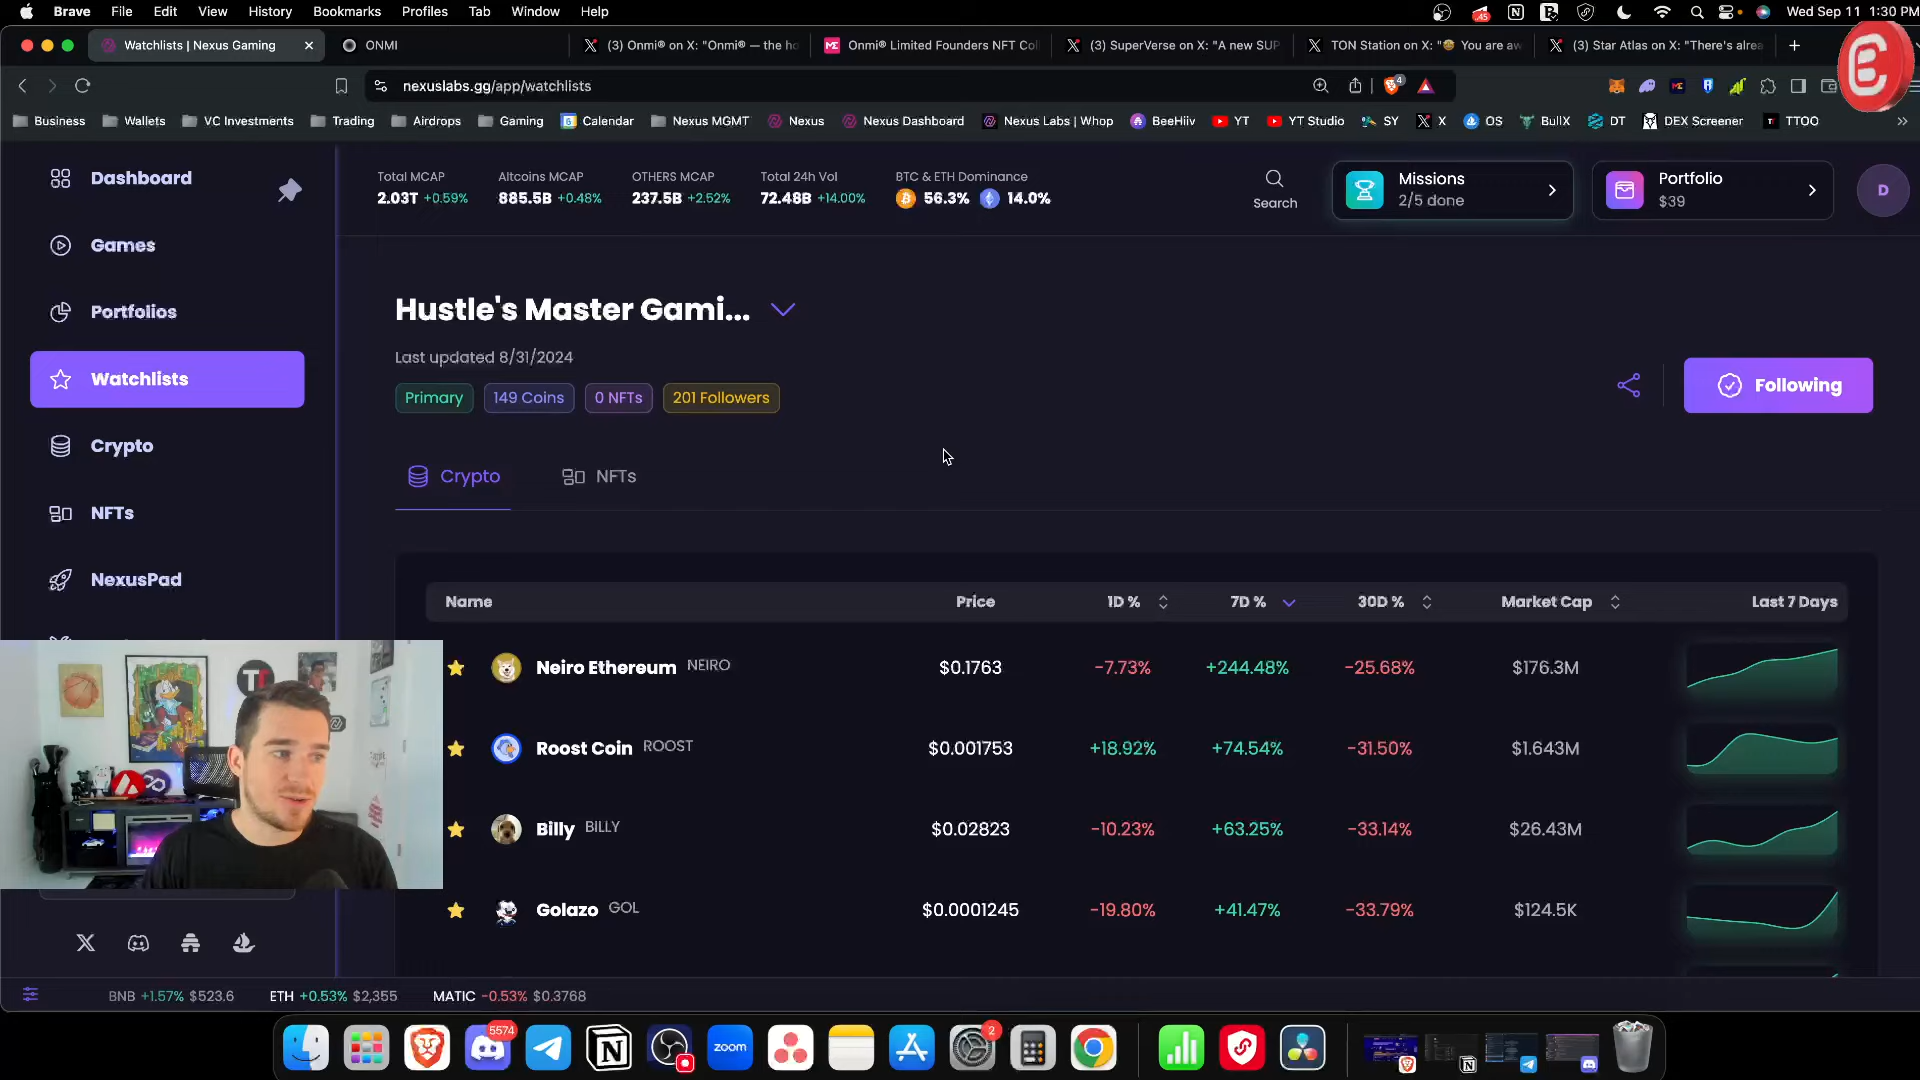 Brave File Edit View History Bookmarks Profiles Tab Window Help
45
Wed Sep 11 1:30 PM
Watchlists | Nexus Gaming
ONMI
(3) Onmi® on X: "Onmi® — the ho
Onmi® Limited Founders NFT Coll
(3) SuperVerse on X: "A new SUP
TON Station on X: "🤩 You are aw
(3) Star Atlas on X: "There's alrea
nexuslabs.gg/app/watchlists
4
Business Wallets VC Investments Trading Airdrops Gaming Calendar Nexus MGMT Nexus Nexus Dashboard Nexus Labs | Whop BeeHiiv YT YT Studio SY X OS BullX DT DEX Screener TTOO
Dashboard
Games
Portfolios
Watchlists
Crypto
NFTs
NexusPad
Total MCAP
2.03T +0.59%
Altcoins MCAP
885.5B +0.48%
OTHERS MCAP
237.5B +2.52%
Total 24h Vol
72.48B +14.00%
BTC & ETH Dominance
56.3% 14.0%
Search
Missions
2/5 done
Portfolio
$39
D
Hustle's Master Gami...
Last updated 8/31/2024
Primary 149 Coins 0 NFTs 201 Followers
Following
Crypto NFTs
Name Price 1D % 7D % 30D % Market Cap Last 7 Days
Neiro Ethereum NEIRO $0.1763 -7.73% +244.48% -25.68% $176.3M
Roost Coin ROOST $0.001753 +18.92% +74.54% -31.50% $1.643M
Billy BILLY $0.02823 -10.23% +63.25% -33.14% $26.43M
Golazo GOL $0.0001245 -19.80% +41.47% -33.79% $124.5K
BNB +1.57% $523.6 ETH +0.53% $2,355 MATIC -0.53% $0.3768
5574
zoom
2